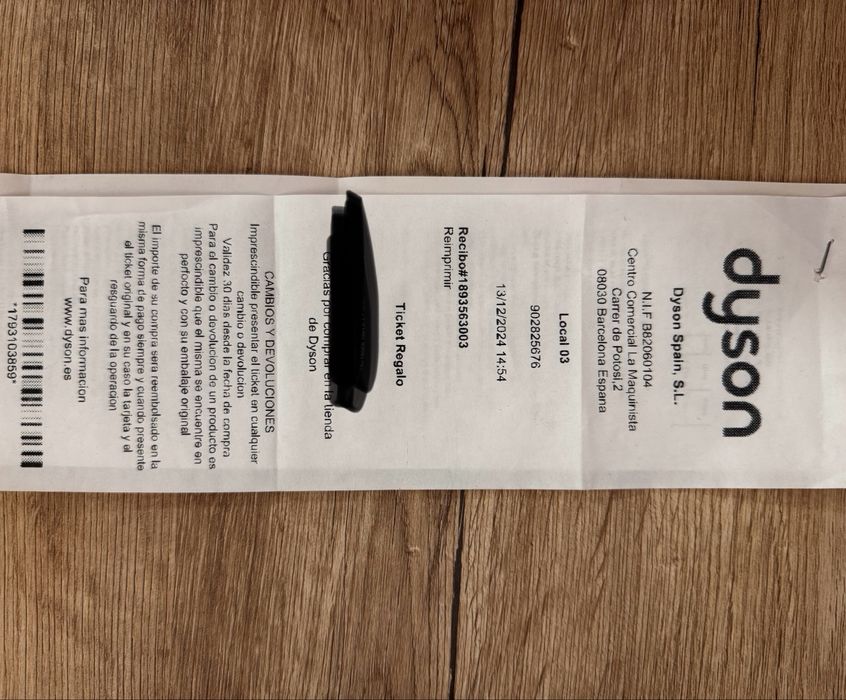 dyson
Dyson Spain, S.L.
N.I.F B82060104
Centro Comercial La Maquinista
Carrer de Potosi,2
08030 Barcelona Espana
Local 03
902825676
13/12/2024 14:54
Recibo#1893563003
Reimprimir
Ticket Regalo
Gracias por comprar en la tienda
de Dyson
CAMBIOS Y DEVOLUCIONES
Imprescindible presentar el ticket en cualquier
cambio o devolucion
Validez 30 dias desde la fecha de compra
Para el cambio o devolucion de un producto es
imprescindible que el misma se encuentre en
perfecto y con su embalaje original
El importe de su compra sera reembolsado en la
misma forma de pago siempre y cuando presente
el ticket original y en su caso la tarjeta y el
resguardo de la operacion
Para mas informacion
www.dyson.es
*1793103859*